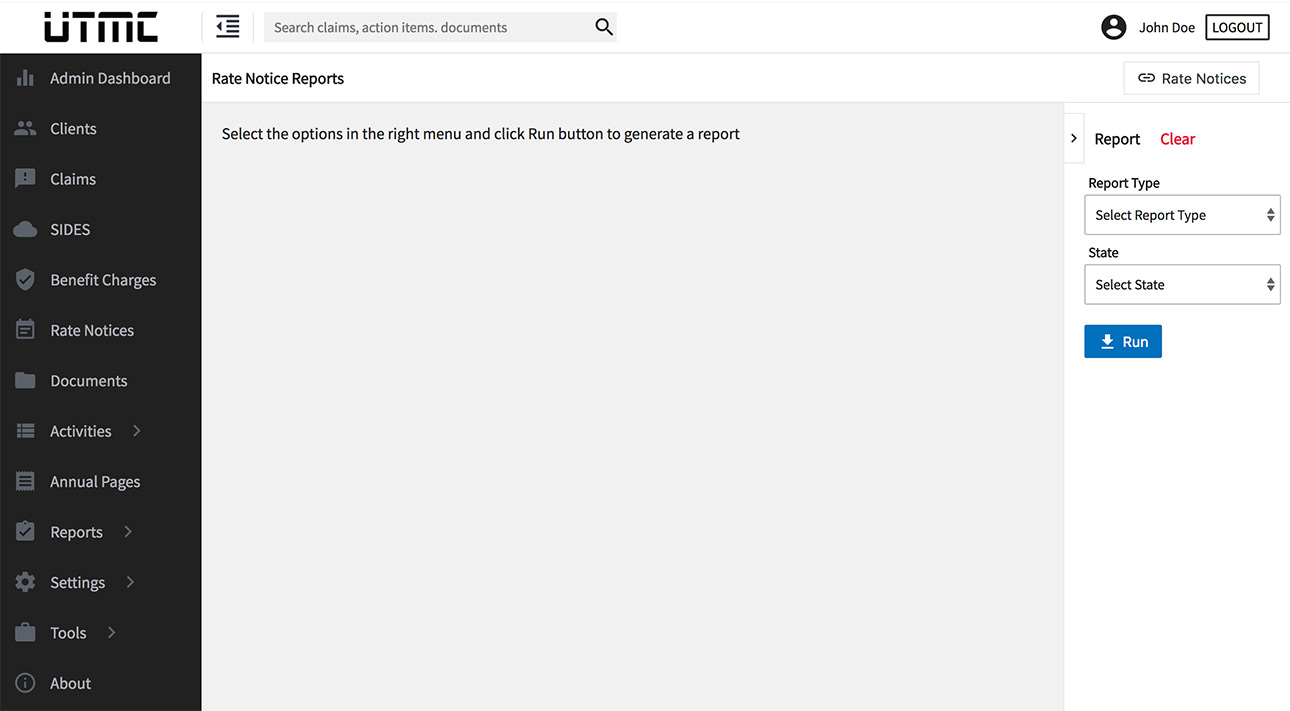 UTMC
Search claims, action items. documents
John Doe
LOGOUT
Admin Dashboard
Clients
Claims
SIDES
Benefit Charges
Rate Notices
Documents
Activities
Annual Pages
Reports
Settings
Tools
About
Rate Notice Reports
Rate Notices
Select the options in the right menu and click Run button to generate a report
Report Clear
Report Type
Select Report Type
State
Select State
Run